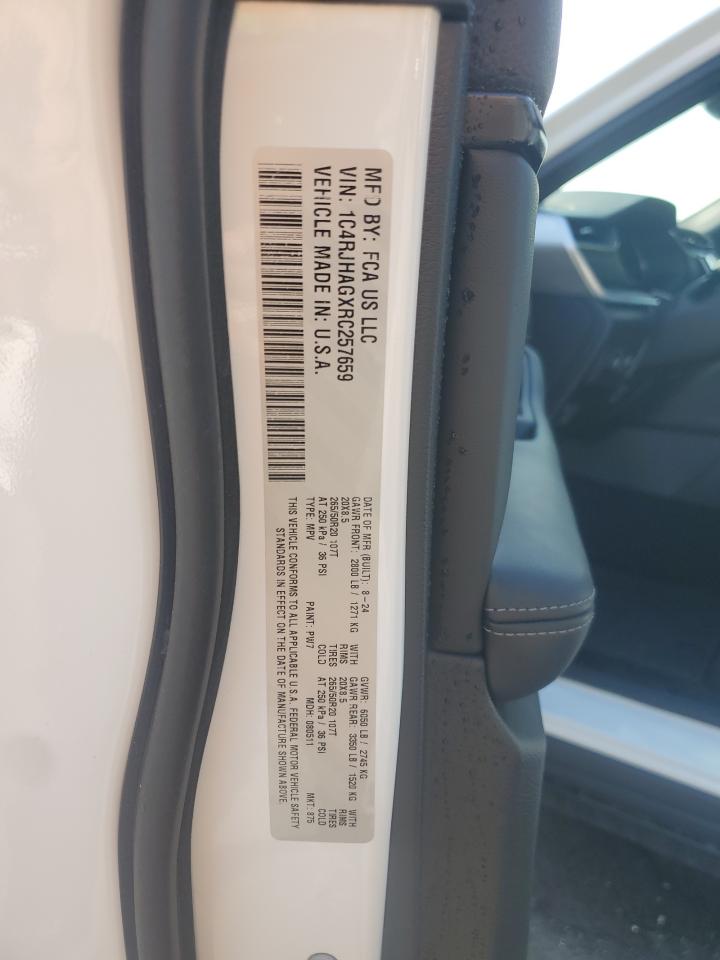 MFD BY: FCA US LLC
VIN: 1C4RJHAGXRC257659
VEHICLE MADE IN: U.S.A.
DATE OF MFR (BUILT): 8-24 GVWR: 6050 LB / 2745 KG
GAWR FRONT: 2800 LB / 1271 KG WITH GAWR REAR: 3350 LB / 1520 KG WITH
20X8.5 RIMS 20X8.5 RIMS
265/50R20 107T TIRES 265/50R20 107T TIRES
AT 250 kPa / 36 PSI COLD AT 250 kPa / 36 PSI COLD
TYPE: MPV PAINT: PW7 MDH: 080511 MKT: 875
THIS VEHICLE CONFORMS TO ALL APPLICABLE U.S.A. FEDERAL MOTOR VEHICLE SAFETY
STANDARDS IN EFFECT ON THE DATE OF MANUFACTURE SHOWN ABOVE.